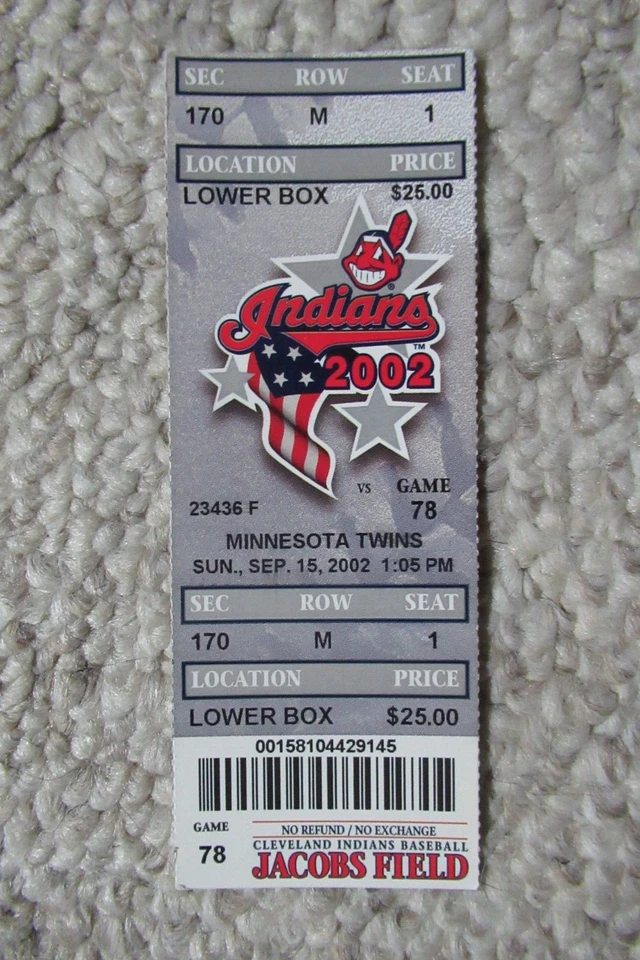 SEC ROW SEAT
170 M 1
LOCATION PRICE
LOWER BOX $25.00
Indians
TM
2002
VS GAME
23436 F 78
MINNESOTA TWINS
SUN., SEP. 15, 2002 1:05 PM
SEC ROW SEAT
170 M 1
LOCATION PRICE
LOWER BOX $25.00
00158104429145
GAME
78
NO REFUND / NO EXCHANGE
CLEVELAND INDIANS BASEBALL
JACOBS FIELD